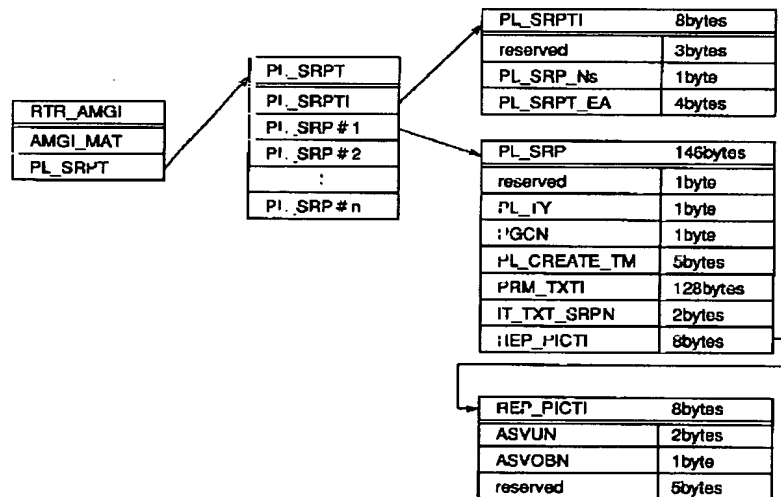 RTR_AMGI
AMGI_MAT
PL_SRPT
PL_SRPT
PL_SRPTI
PL_SRP #1
PL_SRP #2
:
PL_SRP #n
PL_SRPTI 8bytes
reserved 3bytes
PL_SRP_Ns 1byte
PL_SRPT_EA 4bytes
PL_SRP 146bytes
reserved 1byte
PL_TY 1byte
PGCN 1byte
PL_CREATE_TM 5bytes
PRM_TXTI 128bytes
IT_TXT_SRPN 2bytes
REP_PICTI 8bytes
REP_PICTI 8bytes
ASVUN 2bytes
ASVOBN 1byte
reserved 5bytes